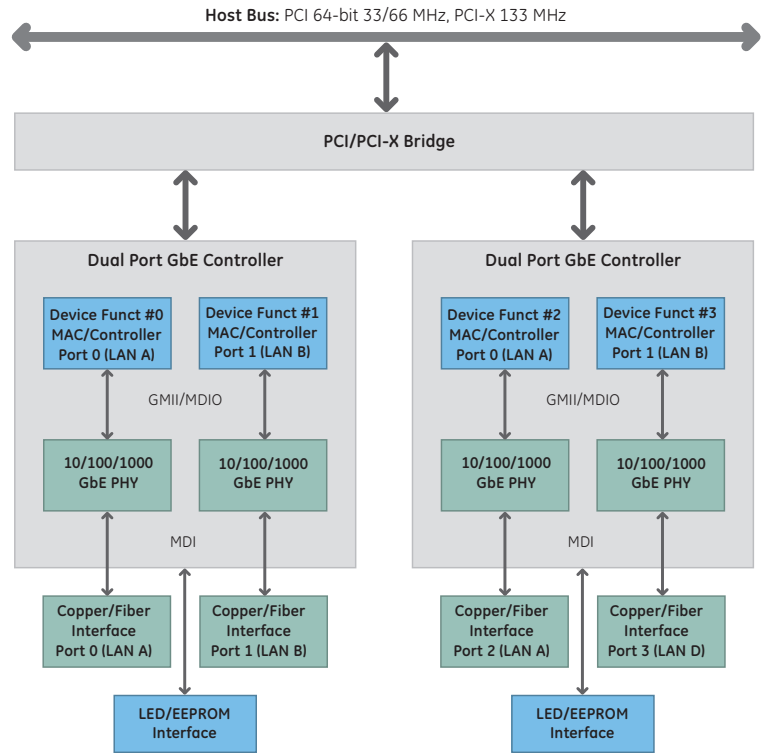 Host Bus: PCI 64-bit 33/66 MHz, PCI-X 133 MHz
PCI/PCI-X Bridge
Dual Port GbE Controller
Device Funct #0
MAC/Controller
Port 0 (LAN A)
Device Funct #1
MAC/Controller
Port 1 (LAN B)
GMII/MDIO
10/100/1000
GbE PHY
10/100/1000
GbE PHY
MDI
Copper/Fiber
Interface
Port 0 (LAN A)
Copper/Fiber
Interface
Port 1 (LAN B)
LED/EEPROM
Interface
Dual Port GbE Controller
Device Funct #2
MAC/Controller
Port 0 (LAN A)
Device Funct #3
MAC/Controller
Port 1 (LAN B)
GMII/MDIO
10/100/1000
GbE PHY
10/100/1000
GbE PHY
MDI
Copper/Fiber
Interface
Port 2 (LAN A)
Copper/Fiber
Interface
Port 3 (LAN D)
LED/EEPROM
Interface